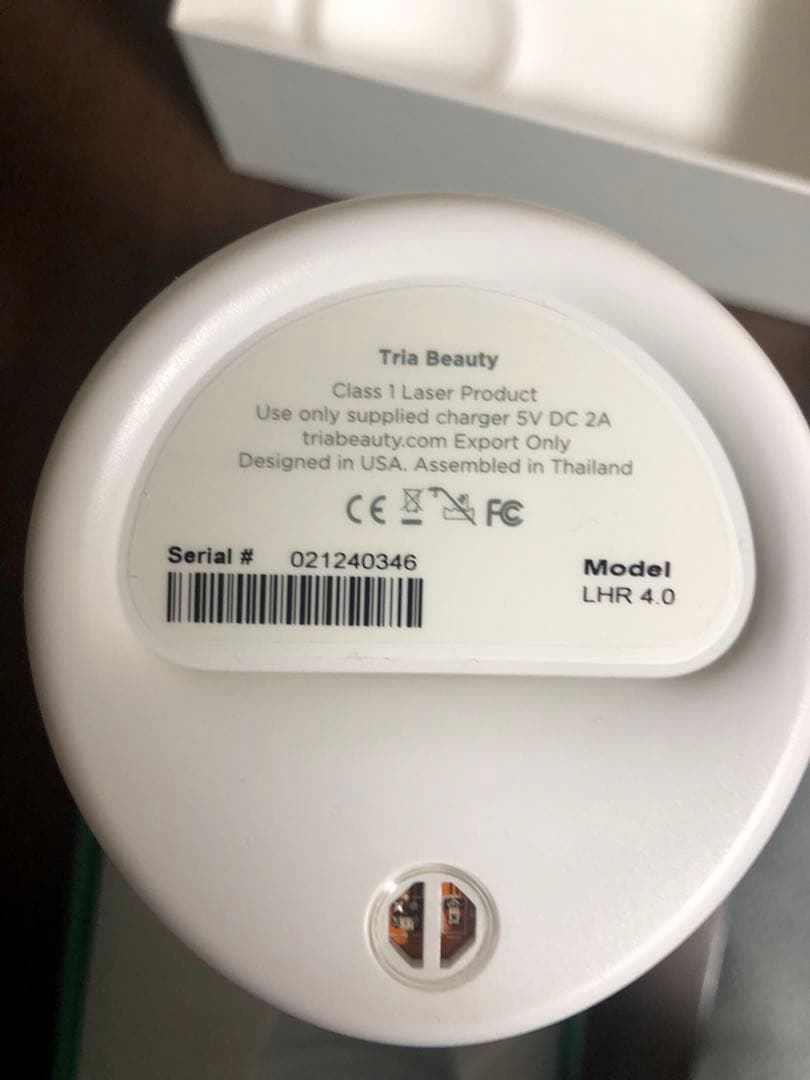 Tria Beauty
Class 1 Laser Product
Use only supplied charger 5V DC 2A
triabeauty.com Export Only
Designed in USA. Assembled in Thailand
CE FC
Serial # 021240346
Model
LHR 4.0